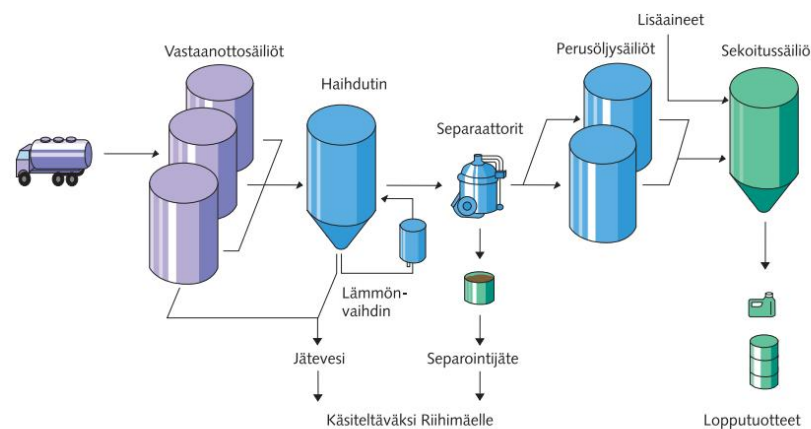 Lisäaineet
Vastaanottosäiliöt
Perusöljysäiliöt
Sekoitussäiliö
Haihdutin
Separaattorit
Lämmön-
vaihdin
Jätevesi
Separointijäte
Käsiteltäväksi Riihimäelle
Lopputuotteet